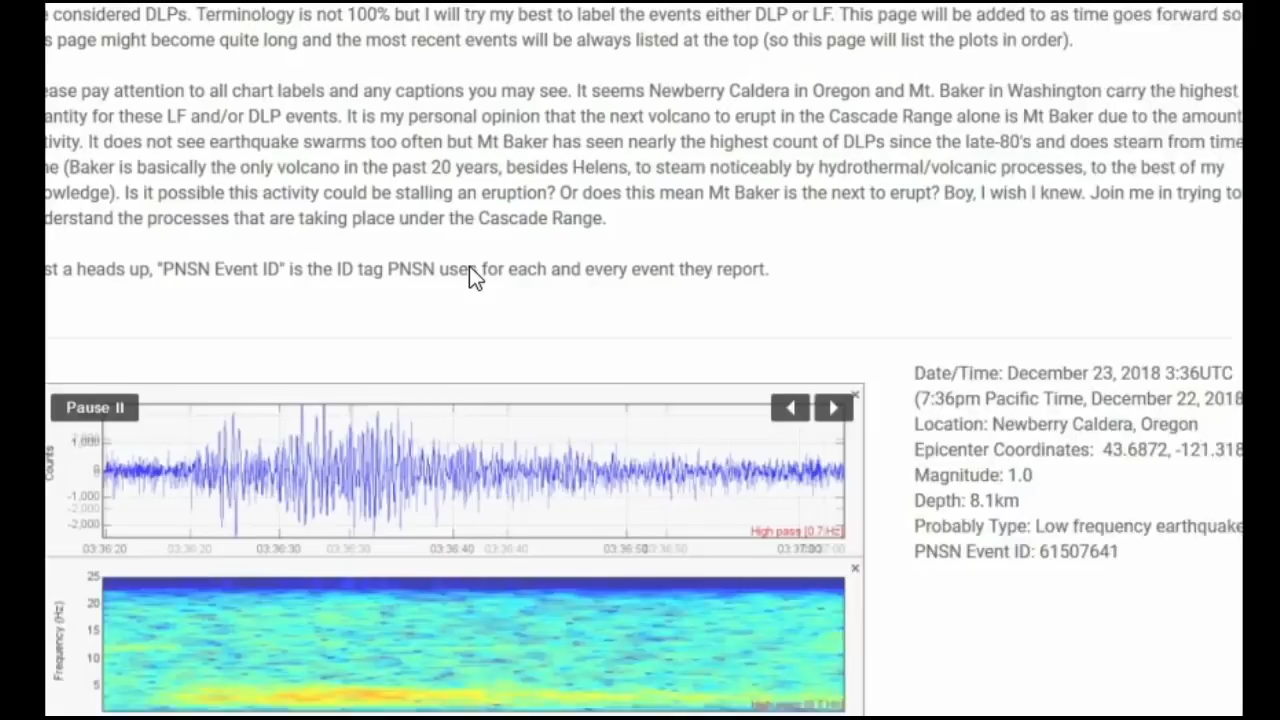 considered DLPs. Terminology is not 100% but I will try my best to label the events either DLP or LF. This page will be added to as time goes forward so
s page might become quite long and the most recent events will be always listed at the top (so this page will list the plots in order).
ease pay attention to all chart labels and any captions you may see. It seems Newberry Caldera in Oregon and Mt. Baker in Washington carry the highest
antity for these LF and/or DLP events. It is my personal opinion that the next volcano to erupt in the Cascade Range alone is Mt Baker due to the amount
tivity. It does not see earthquake swarms too often but Mt Baker has seen nearly the highest count of DLPs since the late-80's and does steam from time
ne (Baker is basically the only volcano in the past 20 years, besides Helens, to steam noticeably by hydrothermal/volcanic processes, to the best of my
owledge). Is it possible this activity could be stalling an eruption? Or does this mean Mt Baker is the next to erupt? Boy, I wish I knew. Join me in trying to
derstand the processes that are taking place under the Cascade Range.
st a heads up, "PNSN Event ID" is the ID tag PNSN uses for each and every event they report.
Date/Time: December 23, 2018 3:36UTC
(7:36pm Pacific Time, December 22, 2018
Location: Newberry Caldera, Oregon
Epicenter Coordinates: 43.6872, -121.318
Magnitude: 1.0
Depth: 8.1km
Probably Type: Low frequency earthquake
PNSN Event ID: 61507641
Pause II
Counts
1,000
0
-1,000
-2,000
-2,000
High pass [0.7 Hz]
03:36:20 03:36:20 03:36:30 03:36:30 03:36:40 03:36:40 03:36:50
Frequency (Hz)
25
20
15
10
5